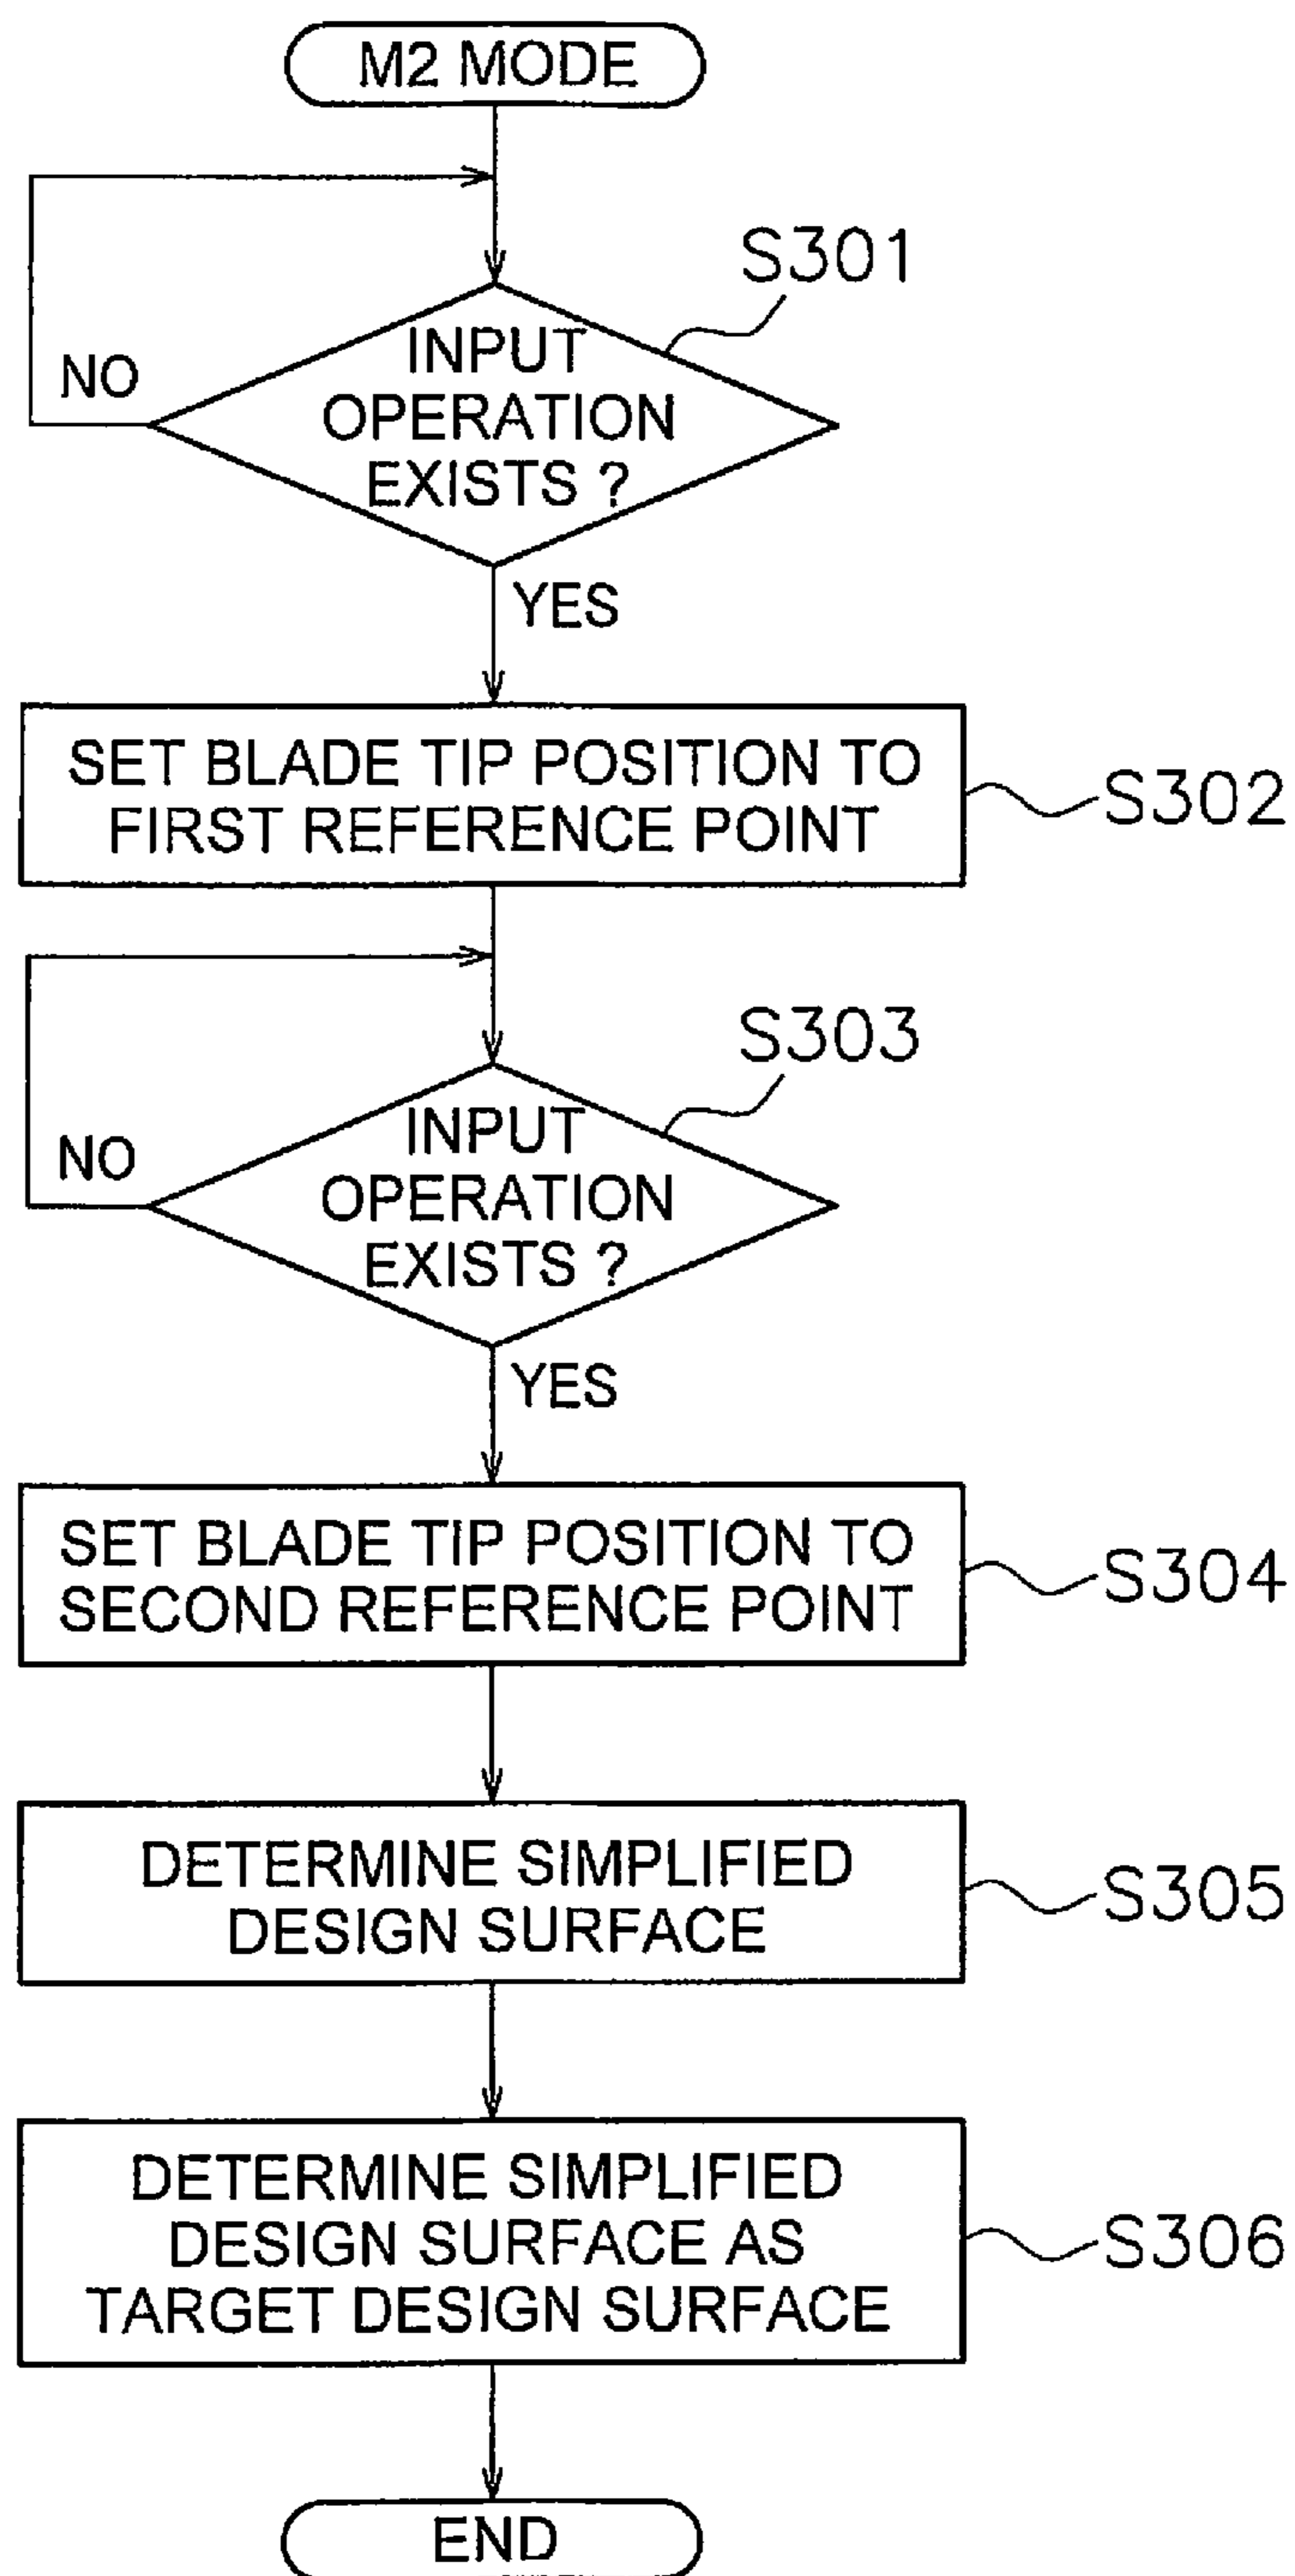 M2 MODE
S301
INPUT
OPERATION
EXISTS ?
NO
YES
SET BLADE TIP POSITION TO
FIRST REFERENCE POINT
S302
S303
INPUT
OPERATION
EXISTS ?
NO
YES
SET BLADE TIP POSITION TO
SECOND REFERENCE POINT
S304
DETERMINE SIMPLIFIED
DESIGN SURFACE
S305
DETERMINE SIMPLIFIED
DESIGN SURFACE AS
TARGET DESIGN SURFACE
S306
END